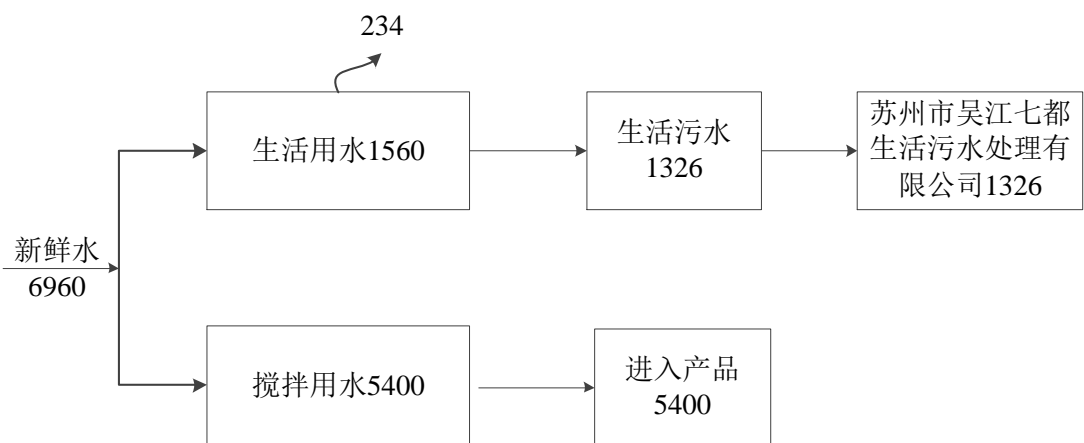 234
生活用水1560
生活污水
1326
苏州市吴江七都
生活污水处理有
限公司1326
新鲜水
6960
搅拌用水5400
进入产品
5400